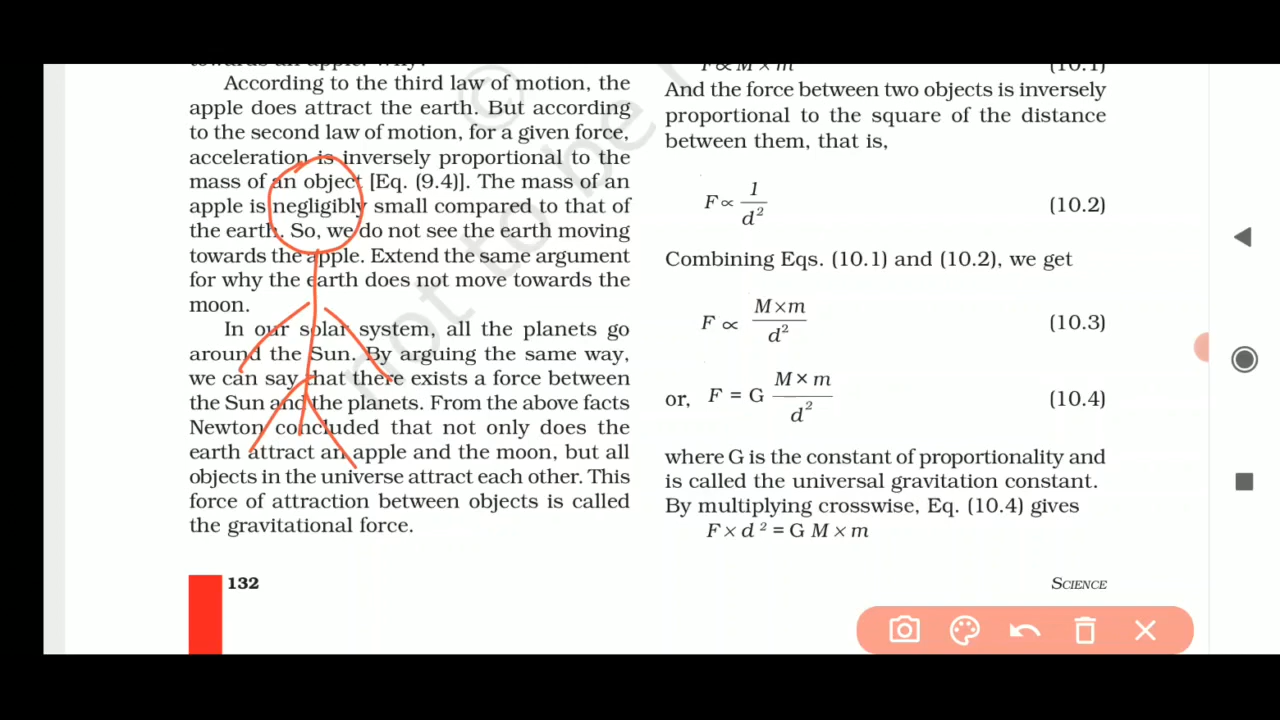 towards an apple. Why?
According to the third law of motion, the
apple does attract the earth. But according
to the second law of motion, for a given force,
acceleration is inversely proportional to the
mass of an object [Eq. (9.4)]. The mass of an
apple is negligibly small compared to that of
the earth. So, we do not see the earth moving
towards the apple. Extend the same argument
for why the earth does not move towards the
moon.
In our solar system, all the planets go
around the Sun. By arguing the same way,
we can say that there exists a force between
the Sun and the planets. From the above facts
Newton concluded that not only does the
earth attract an apple and the moon, but all
objects in the universe attract each other. This
force of attraction between objects is called
the gravitational force.
F ∝ M × m (10.1)
And the force between two objects is inversely
proportional to the square of the distance
between them, that is,
F ∝ 1/d² (10.2)
Combining Eqs. (10.1) and (10.2), we get
F ∝ M×m/d² (10.3)
or, F = G M × m/d² (10.4)
where G is the constant of proportionality and
is called the universal gravitation constant.
By multiplying crosswise, Eq. (10.4) gives
F × d ² = G M × m
132
SCIENCE
© not to be